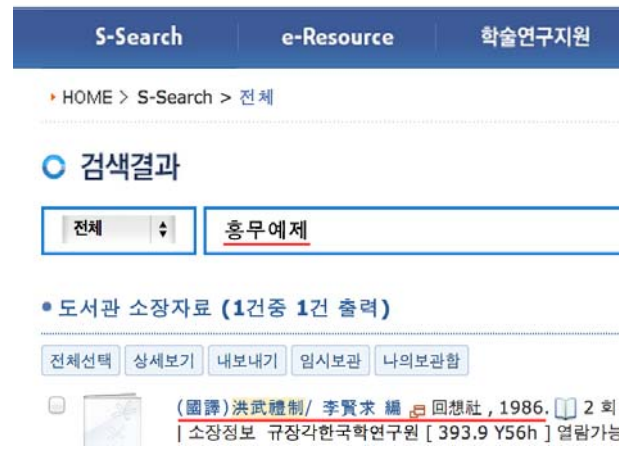 S-Search e-Resource 학술연구지원
HOME > S-Search > 전체
검색결과
전체 홍무예제
도서관 소장자료 (1건중 1건 출력)
전체선택 상세보기 내보내기 임시보관 나의보관함
(國譯)洪武禮制/ 李賢求 編 回想社 , 1986. 2 회
| 소장정보 규장각한국학연구원 [ 393.9 Y56h ] 열람가능